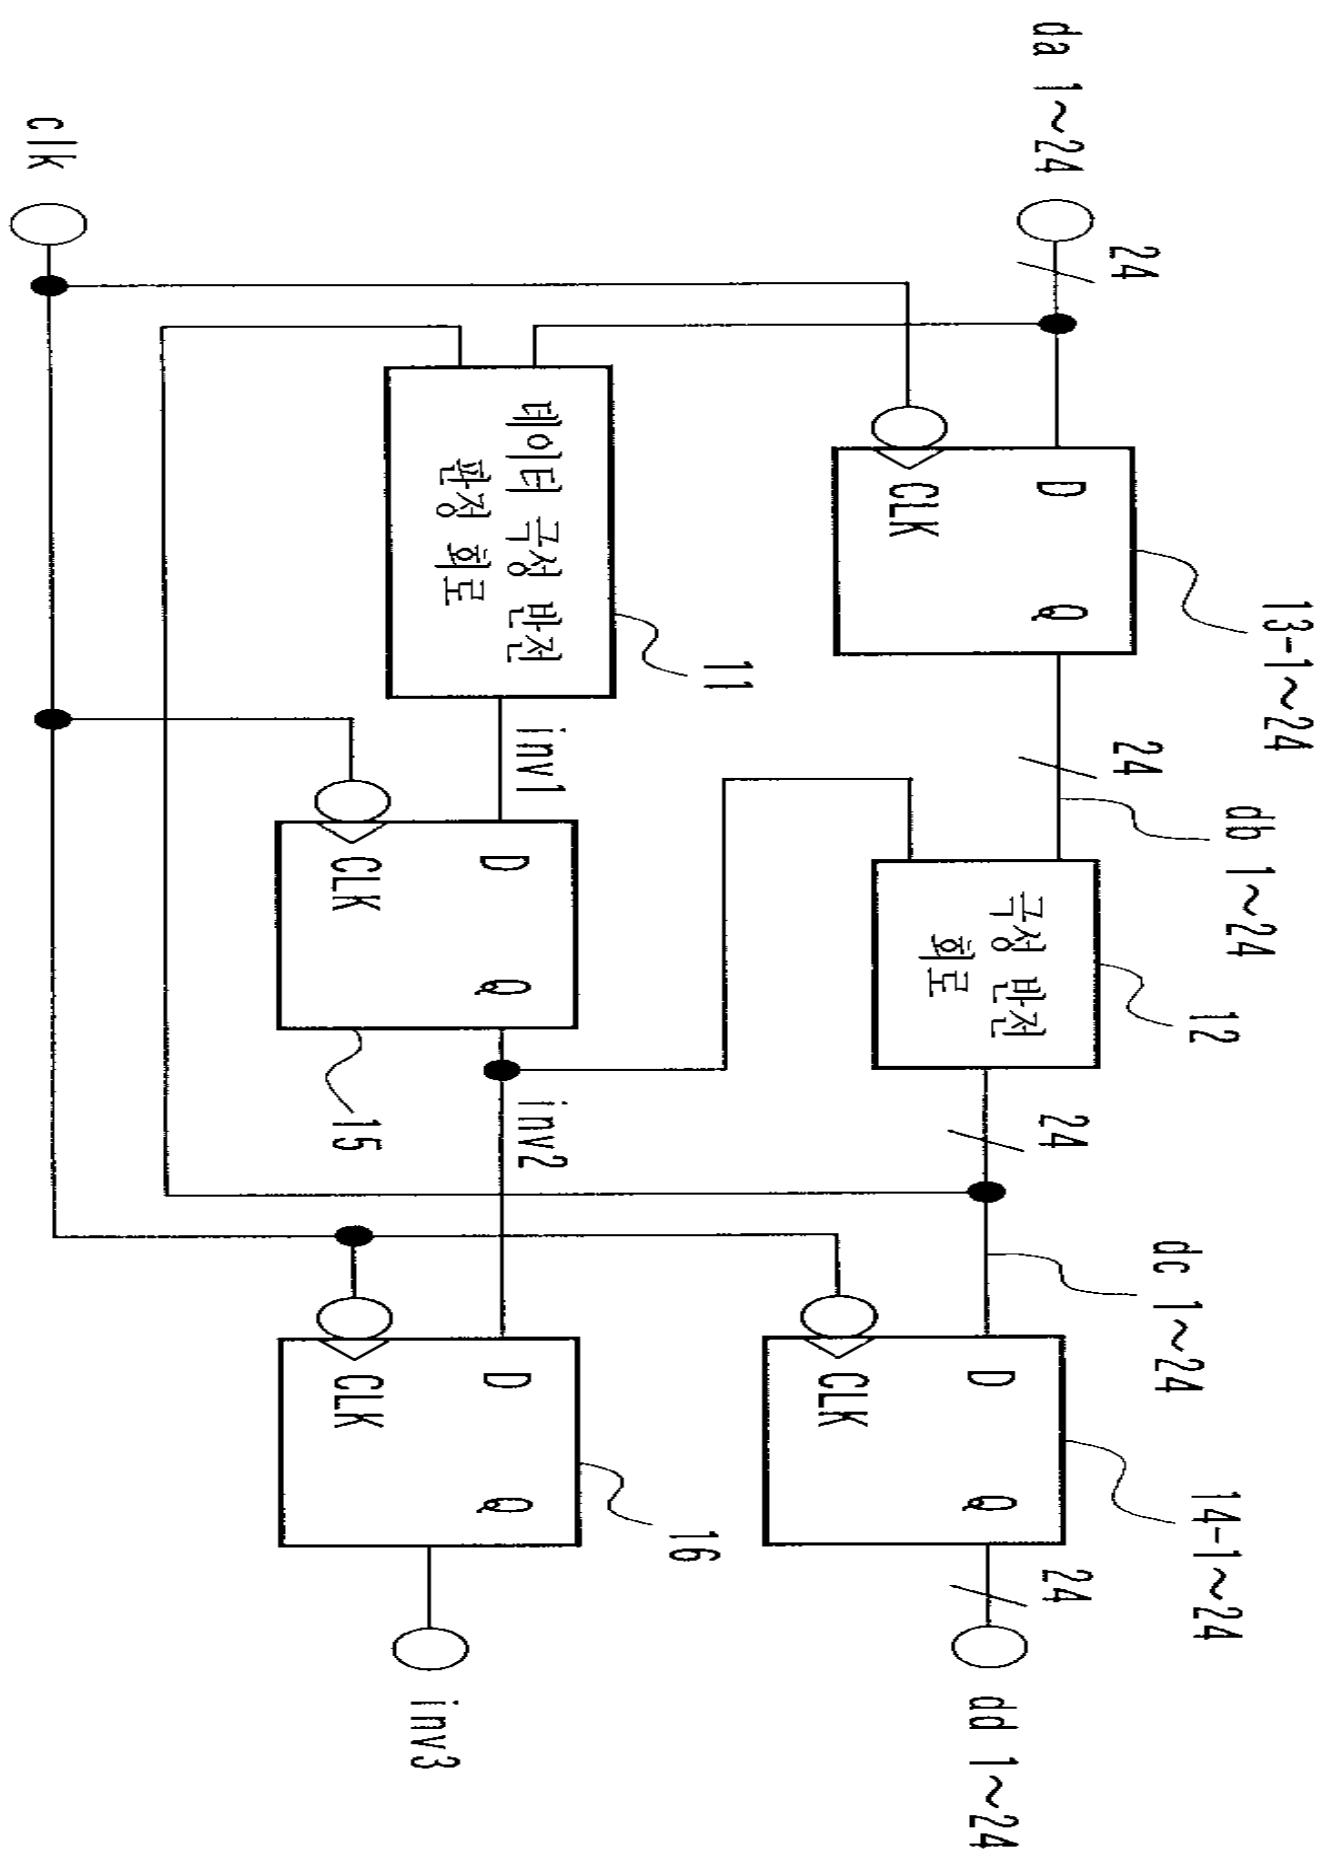 da 1~24
24
D
CLK
Q
13-1~24
24
db 1~24
극성 반전
회로
12
24
dc 1~24
D
CLK
Q
14-1~24
24
dd 1~24
데이터 극성 반전
판정 회로
11
inv1
D
CLK
Q
15
inv2
D
CLK
Q
16
inv3
clk